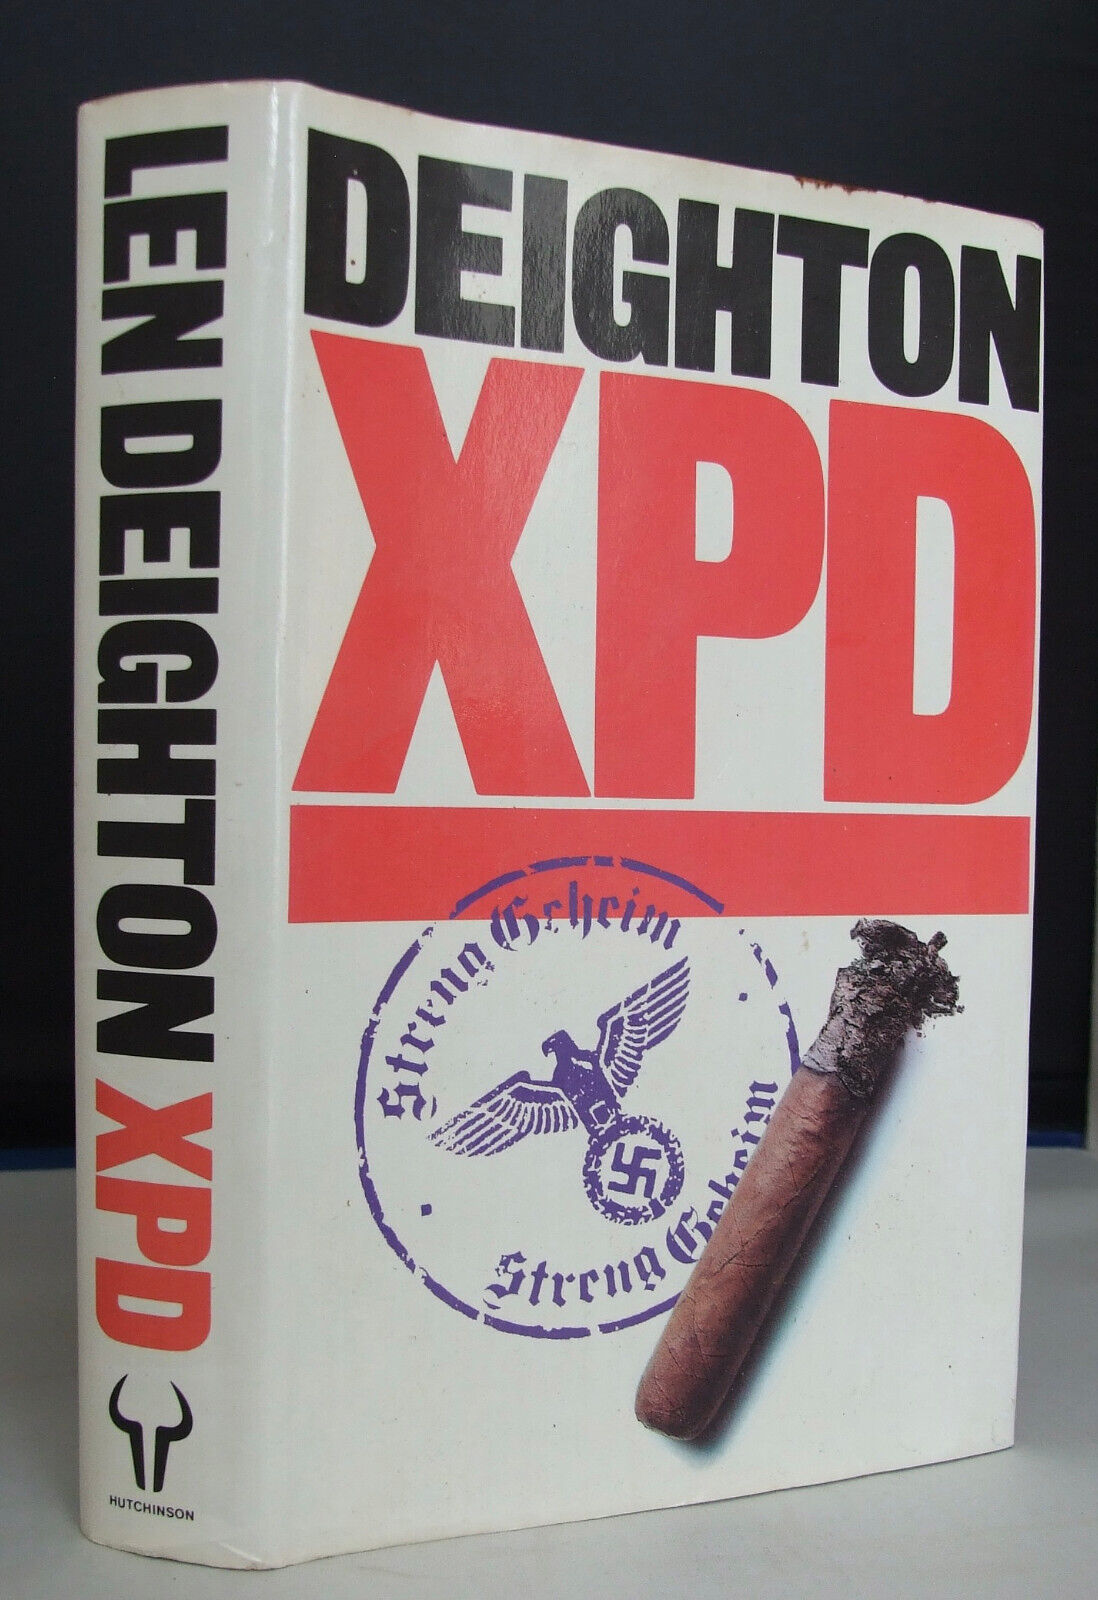 LEN DEIGHTON XPD
HUTCHINSON
DEIGHTON
XPD
Streng Geheim
Streng Geheim